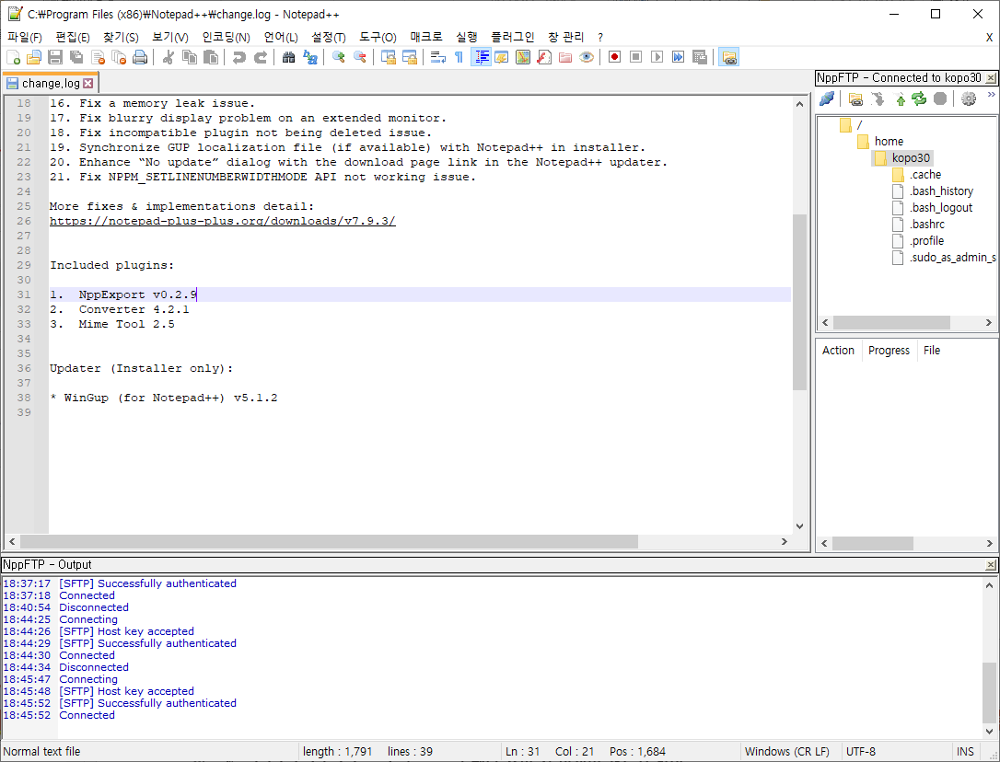 C:₩Program Files (x86)₩Notepad++₩change.log - Notepad++
파일(F) 편집(E) 찾기(S) 보기(V) 인코딩(N) 언어(L) 설정(T) 도구(O) 매크로 실행 플러그인 창 관리 ? X
change.log
18 16. Fix a memory leak issue.
19 17. Fix blurry display problem on an extended monitor.
20 18. Fix incompatible plugin not being deleted issue.
21 19. Synchronize GUP localization file (if available) with Notepad++ in installer.
22 20. Enhance “No update” dialog with the download page link in the Notepad++ updater.
23 21. Fix NPPM_SETLINENUMBERWIDTHMODE API not working issue.
24
25 More fixes & implementations detail:
26 https://notepad-plus-plus.org/downloads/v7.9.3/
27
28
29 Included plugins:
30
31 1.  NppExport v0.2.9
32 2.  Converter 4.2.1
33 3.  Mime Tool 2.5
34
35
36 Updater (Installer only):
37
38 * WinGup (for Notepad++) v5.1.2
39
NppFTP - Connected to kopo30
/
home
kopo30
.cache
.bash_history
.bash_logout
.bashrc
.profile
.sudo_as_admin_s
Action Progress File
NppFTP - Output
18:37:17 [SFTP] Successfully authenticated
18:37:18 Connected
18:40:54 Disconnected
18:44:25 Connecting
18:44:26 [SFTP] Host key accepted
18:44:29 [SFTP] Successfully authenticated
18:44:30 Connected
18:44:34 Disconnected
18:45:47 Connecting
18:45:48 [SFTP] Host key accepted
18:45:52 [SFTP] Successfully authenticated
18:45:52 Connected
Normal text file length : 1,791 lines : 39 Ln : 31 Col : 21 Pos : 1,684 Windows (CR LF) UTF-8 INS